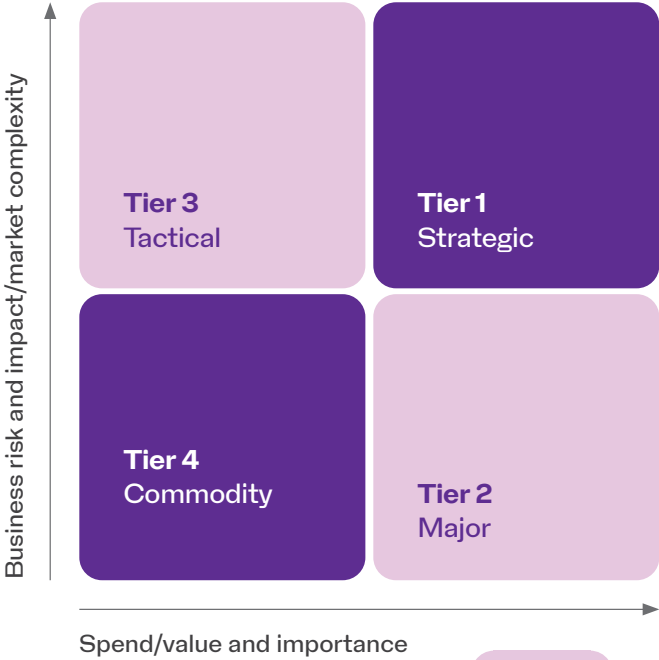 Business risk and impact/market complexity
Tier 3
Tactical
Tier 1
Strategic
Tier 4
Commodity
Tier 2
Major
Spend/value and importance